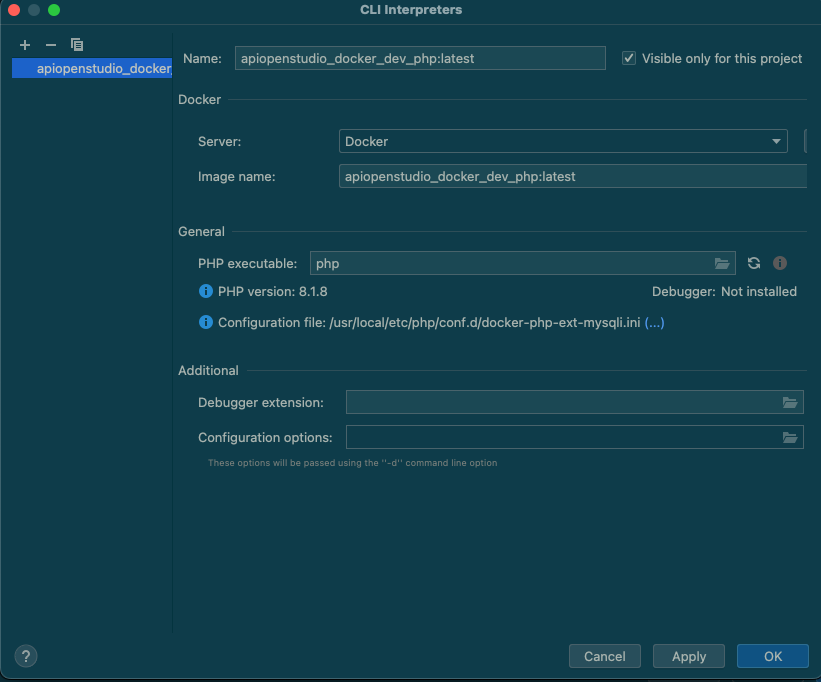 CLI Interpreters
apiopenstudio_docker_
Name: apiopenstudio_docker_dev_php:latest Visible only for this project
Docker
Server: Docker
Image name: apiopenstudio_docker_dev_php:latest
General
PHP executable: php
PHP version: 8.1.8 Debugger: Not installed
Configuration file: /usr/local/etc/php/conf.d/docker-php-ext-mysqli.ini (...)
Additional
Debugger extension:
Configuration options:
These options will be passed using the ''-d'' command line option
? Cancel Apply OK